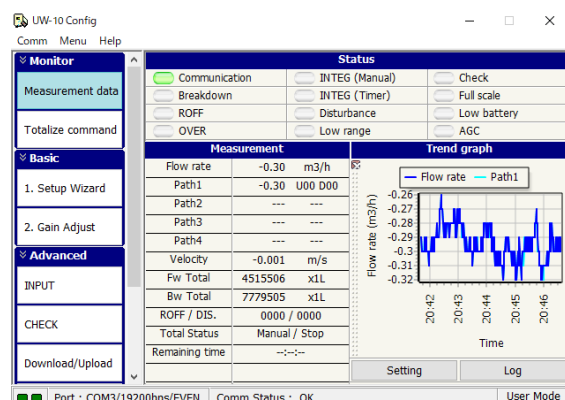 UW-10 Config
Comm Menu Help
Monitor
Measurement data
Totalize command
Basic
1. Setup Wizard
2. Gain Adjust
Advanced
INPUT
CHECK
Download/Upload
Status
Communication INTEG (Manual) Check
Breakdown INTEG (Timer) Full scale
ROFF Disturbance Low battery
OVER Low range AGC
Measurement
Flow rate -0.30 m3/h
Path1 -0.30 U00 D00
Path2 --- ---
Path3 --- ---
Path4 --- ---
Velocity -0.001 m/s
Fw Total 4515506 x1L
Bw Total 7779505 x1L
ROFF / DIS. 0000 / 0000
Total Status Manual / Stop
Remaining time --:--:--
Trend graph
Flow rate Path1
Flow rate (m3/h)
-0.26
-0.27
-0.28
-0.29
-0.3
-0.31
-0.32
20:42 20:43 20:44 20:45 20:46
Time
Setting Log
Port : COM3/19200bps/EVEN Comm Status : OK User Mode